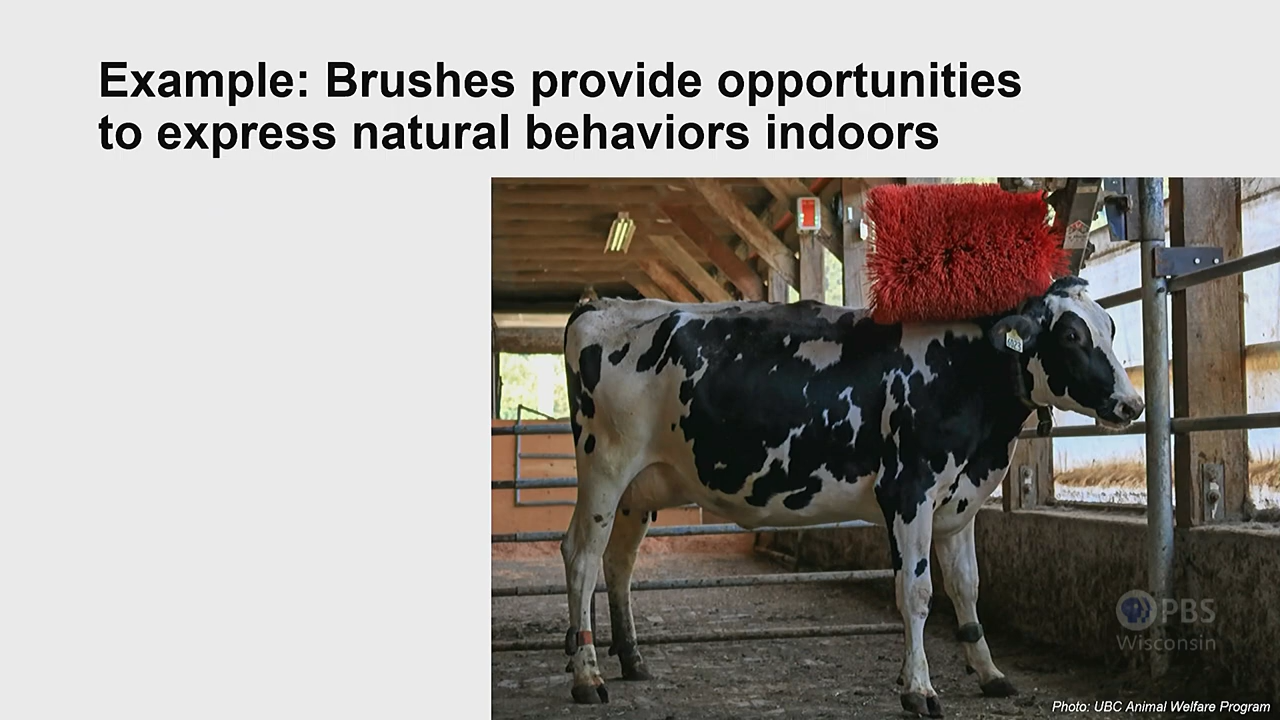 Example: Brushes provide opportunities
to express natural behaviors indoors
PBS
Wisconsin
Photo: UBC Animal Welfare Program